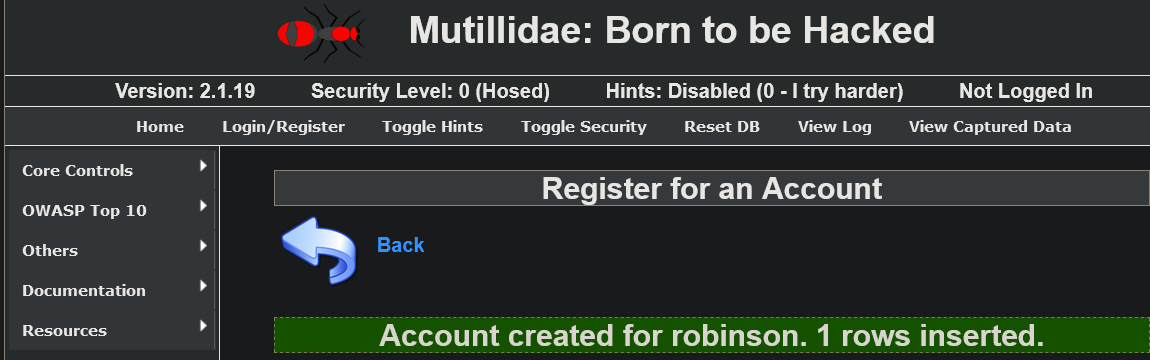 Mutillidae: Born to be Hacked
Version: 2.1.19 Security Level: 0 (Hosed) Hints: Disabled (0 - I try harder) Not Logged In
Home Login/Register Toggle Hints Toggle Security Reset DB View Log View Captured Data
Core Controls
OWASP Top 10
Others
Documentation
Resources
Register for an Account
Back
Account created for robinson. 1 rows inserted.